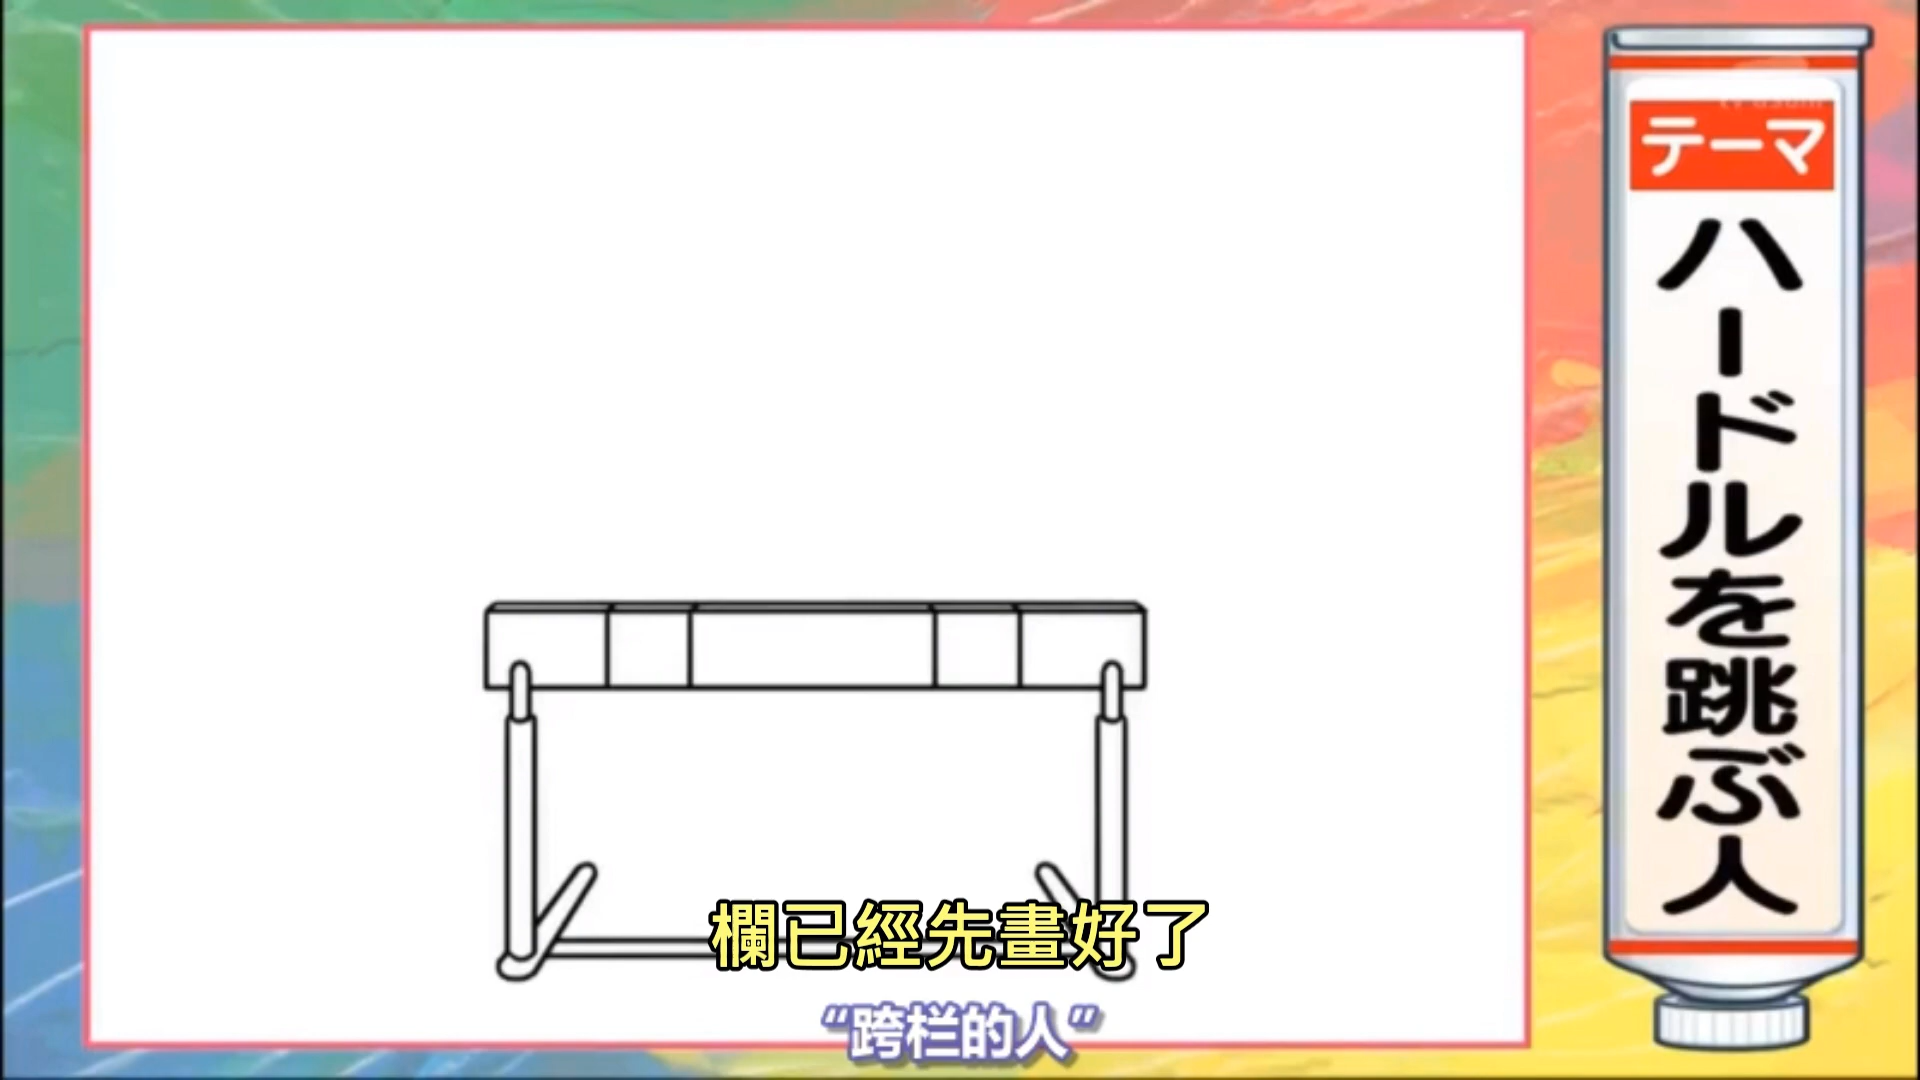 テーマ
ハードルを跳ぶ人
欄已經先畫好了
“跨栏的人”